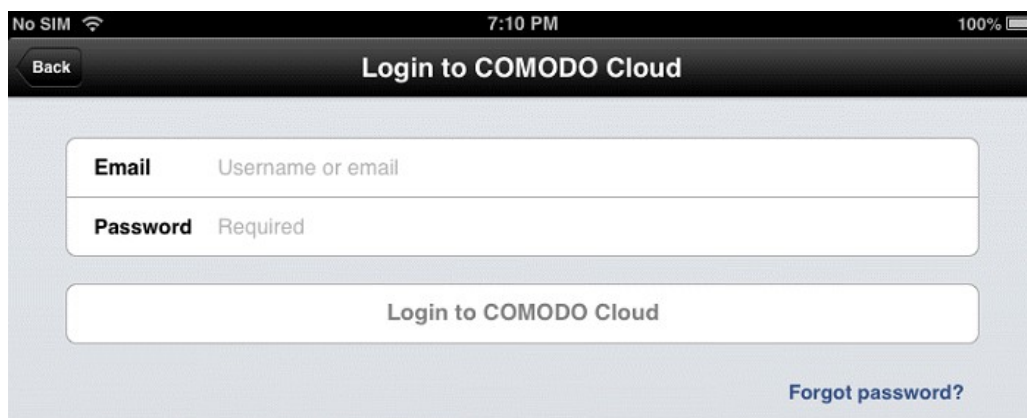 No SIM 7:10 PM 100%
Back Login to COMODO Cloud
Email Username or email
Password Required
Login to COMODO Cloud
Forgot password?